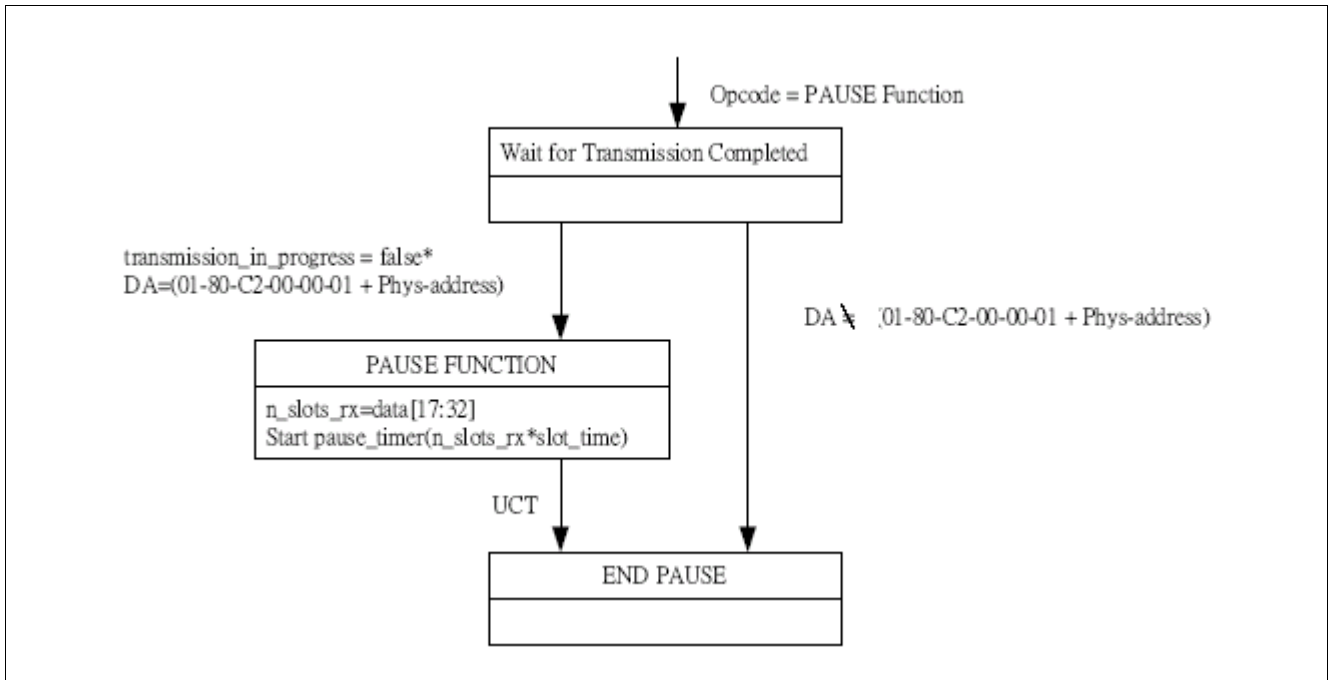 Opcode = PAUSE Function
Wait for Transmission Completed
transmission_in_progress = false*
DA=(01-80-C2-00-00-01 + Phys-address)
DA ≠ (01-80-C2-00-00-01 + Phys-address)
PAUSE FUNCTION
n_slots_rx=data[17:32]
Start pause_timer(n_slots_rx*slot_time)
UCT
END PAUSE